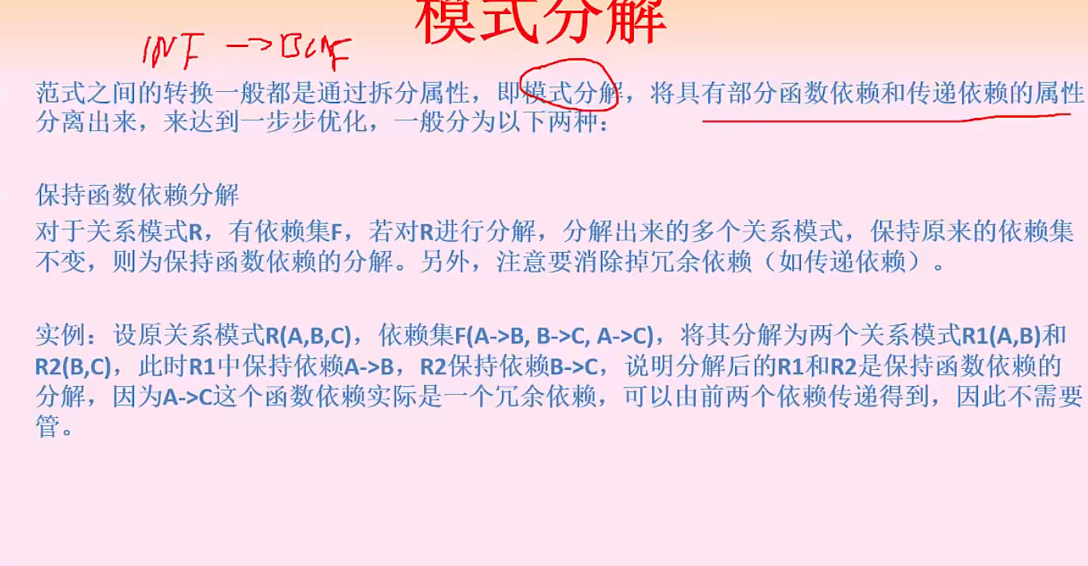 模式分解
1NF -> BCNF
范式之间的转换一般都是通过拆分属性，即模式分解，将具有部分函数依赖和传递依赖的属性
分离出来，来达到一步步优化，一般分为以下两种：
保持函数依赖分解
对于关系模式R，有依赖集F，若对R进行分解，分解出来的多个关系模式，保持原来的依赖集
不变，则为保持函数依赖的分解。另外，注意要消除掉冗余依赖（如传递依赖）。
实例：设原关系模式R(A,B,C)，依赖集F(A->B, B->C, A->C)，将其分解为两个关系模式R1(A,B)和
R2(B,C)，此时R1中保持依赖A->B，R2保持依赖B->C，说明分解后的R1和R2是保持函数依赖的
分解，因为A->C这个函数依赖实际是一个冗余依赖，可以由前两个依赖传递得到，因此不需要
管。